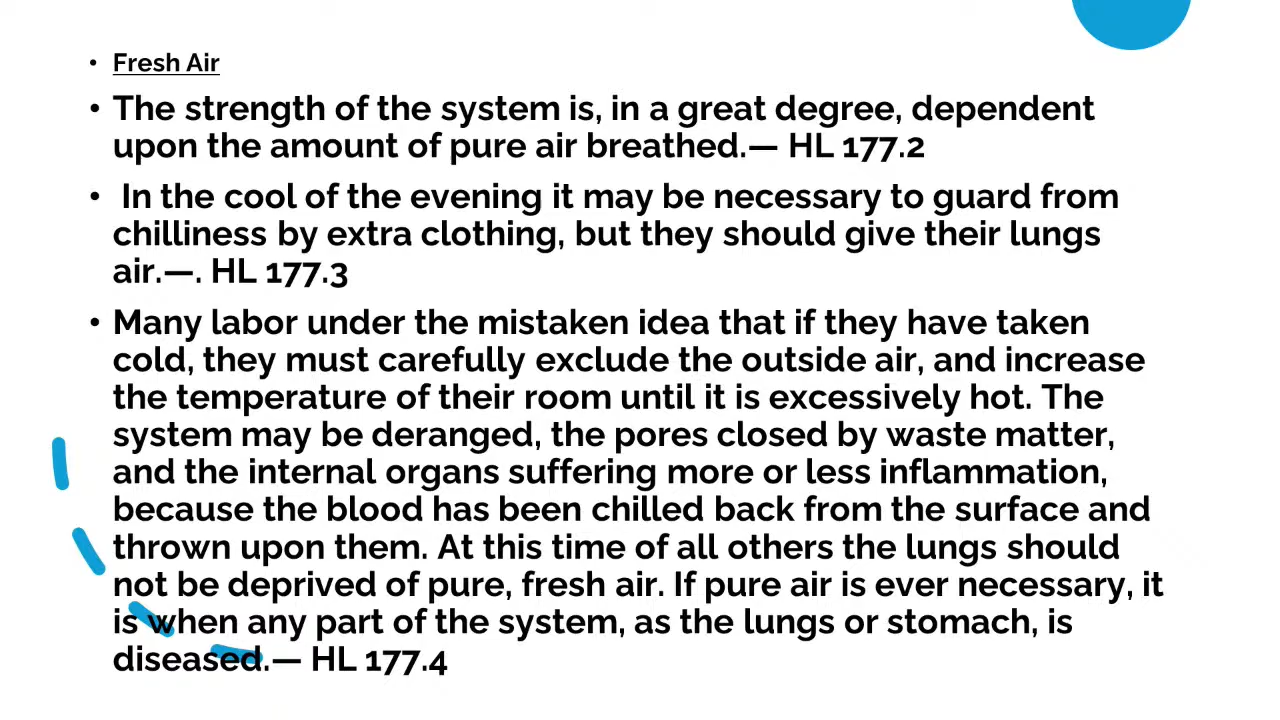 • Fresh Air
• The strength of the system is, in a great degree, dependent
upon the amount of pure air breathed.— HL 177.2
• In the cool of the evening it may be necessary to guard from
chilliness by extra clothing, but they should give their lungs
air.—. HL 177.3
• Many labor under the mistaken idea that if they have taken
cold, they must carefully exclude the outside air, and increase
the temperature of their room until it is excessively hot. The
system may be deranged, the pores closed by waste matter,
and the internal organs suffering more or less inflammation,
because the blood has been chilled back from the surface and
thrown upon them. At this time of all others the lungs should
not be deprived of pure, fresh air. If pure air is ever necessary, it
is when any part of the system, as the lungs or stomach, is
diseased.— HL 177.4